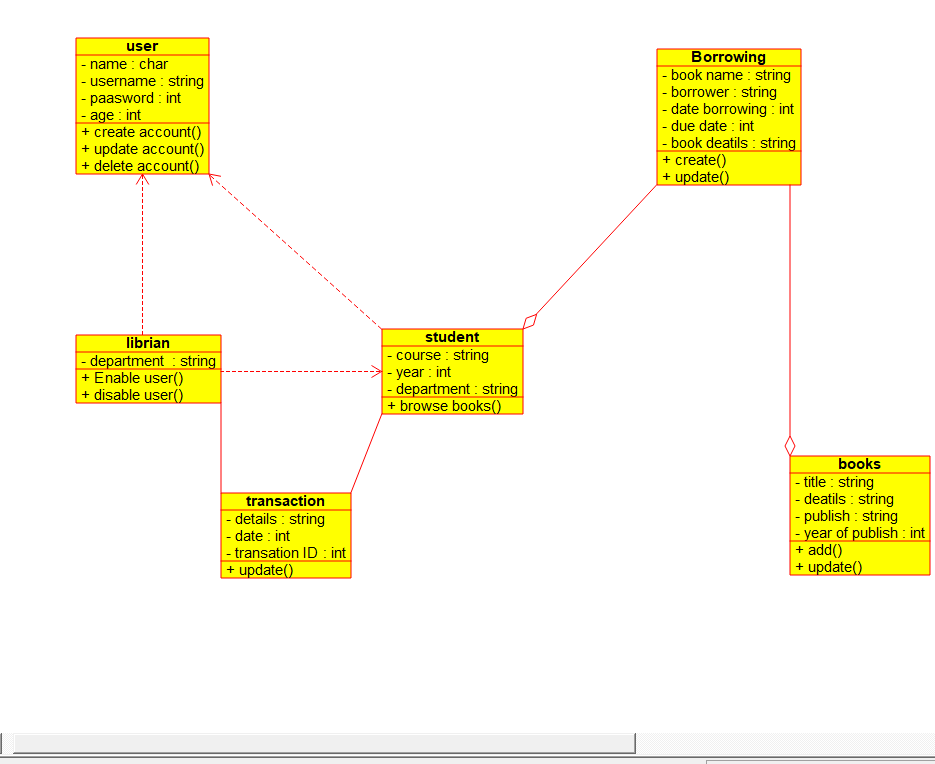 user
- name : char
- username : string
- paasword : int
- age : int
+ create account()
+ update account()
+ delete account()
Borrowing
- book name : string
- borrower : string
- date borrowing : int
- due date : int
- book deatils : string
+ create()
+ update()
librian
- department : string
+ Enable user()
+ disable user()
student
- course : string
- year : int
- department : string
+ browse books()
transaction
- details : string
- date : int
- transation ID : int
+ update()
books
- title : string
- deatils : string
- publish : string
- year of publish : int
+ add()
+ update()